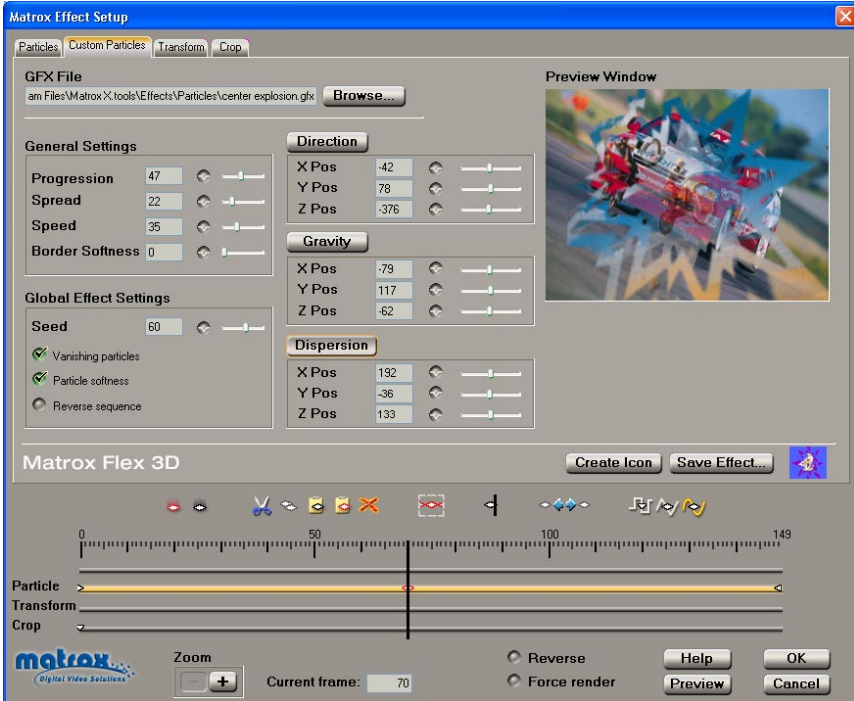 Matrox Effect Setup
Particles Custom Particles Transform Crop
GFX File
am Files\Matrox X.tools\Effects\Particles\center explosion.gfx Browse...
Preview Window
General Settings
Progression 47
Spread 22
Speed 35
Border Softness 0
Global Effect Settings
Seed 60
Vanishing particles
Particle softness
Reverse sequence
Direction
X Pos -42
Y Pos 78
Z Pos -376
Gravity
X Pos -79
Y Pos 117
Z Pos -62
Dispersion
X Pos 192
Y Pos -36
Z Pos 133
Matrox Flex 3D
Create Icon Save Effect...
0 50 100 149
Particle
Transform
Crop
matrox
Digital Video Solutions
Zoom
- +
Current frame: 70
Reverse
Force render
Help OK
Preview Cancel